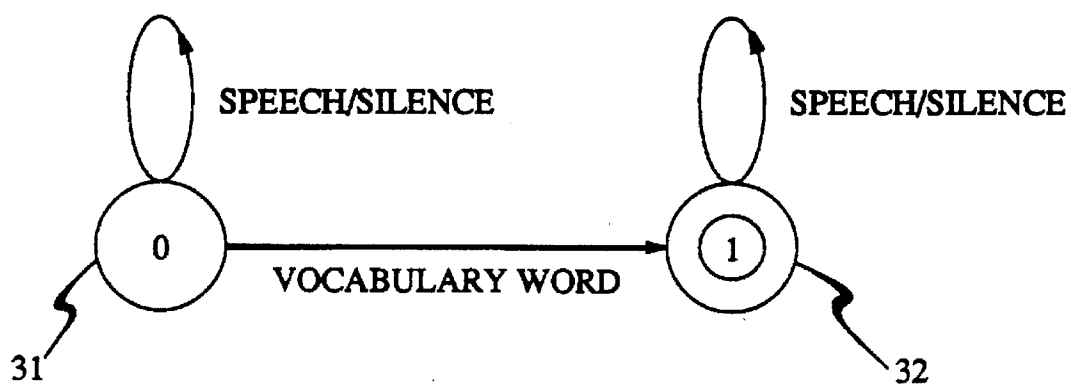 SPEECH/SILENCE
SPEECH/SILENCE
0
1
VOCABULARY WORD
31
32